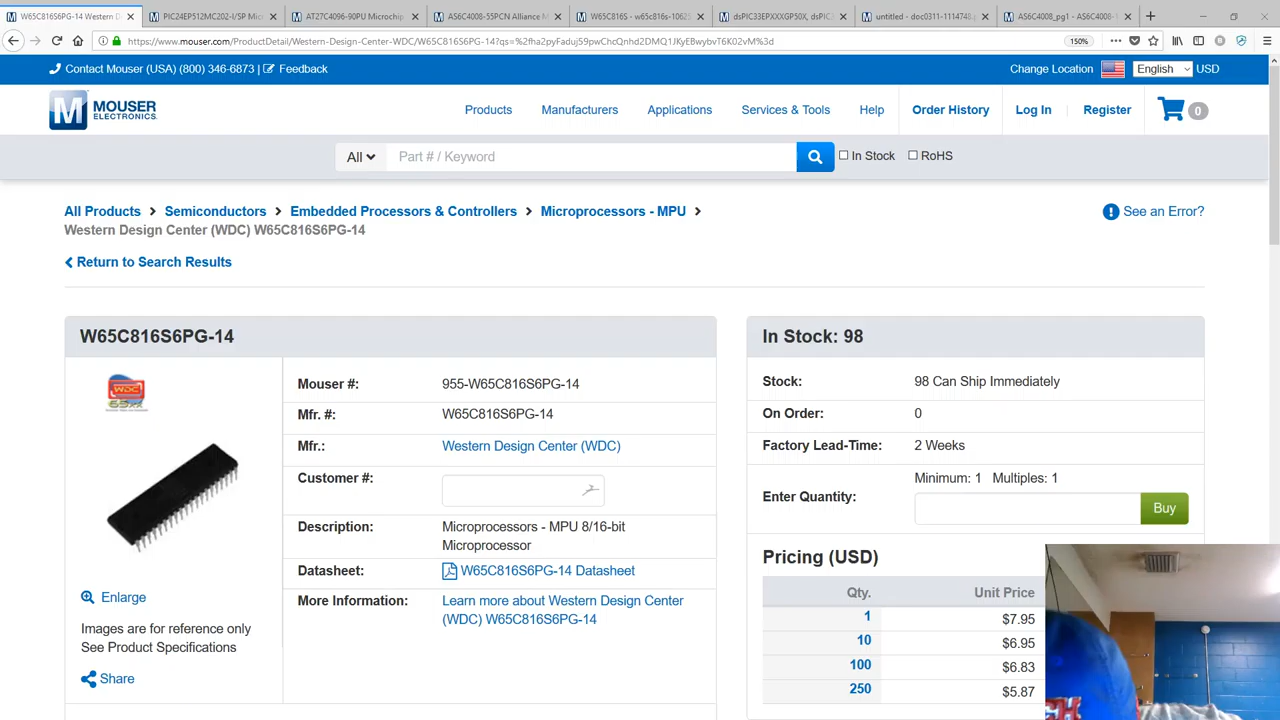 W65C816S6PG-14 Western D
PIC24EP512MC202-I/SP Mic
AT27C4096-90PU Microchip
AS6C4008-55PCN Alliance M
W65C816S - w65c816s-1062
dsPIC33EPXXXGP50X, dsPIC
untitled - doc0311-1114748.p
AS6C4008_pg1 - AS6C4008-
https://www.mouser.com/ProductDetail/Western-Design-Center-WDC/W65C816S6PG-14?qs=%2fha2pyFaduj59pwChcQnhd2DMQ1JKyEBwybvT6K02vM%3d
150%
Contact Mouser (USA) (800) 346-6873 | Feedback
Change Location English USD
M MOUSER ELECTRONICS
Products Manufacturers Applications Services & Tools Help Order History Log In Register 0
All Part # / Keyword In Stock RoHS
All Products Semiconductors Embedded Processors & Controllers Microprocessors - MPU
See an Error?
Western Design Center (WDC) W65C816S6PG-14
Return to Search Results
W65C816S6PG-14
WDC
Enlarge
Images are for reference only
See Product Specifications
Share
Mouser #: 955-W65C816S6PG-14
Mfr. #: W65C816S6PG-14
Mfr.: Western Design Center (WDC)
Customer #:
Description: Microprocessors - MPU 8/16-bit
Microprocessor
Datasheet: W65C816S6PG-14 Datasheet
More Information: Learn more about Western Design Center
(WDC) W65C816S6PG-14
In Stock: 98
Stock: 98 Can Ship Immediately
On Order: 0
Factory Lead-Time: 2 Weeks
Minimum: 1 Multiples: 1
Enter Quantity: Buy
Pricing (USD)
Qty. Unit Price
1 $7.95
10 $6.95
100 $6.83
250 $5.87